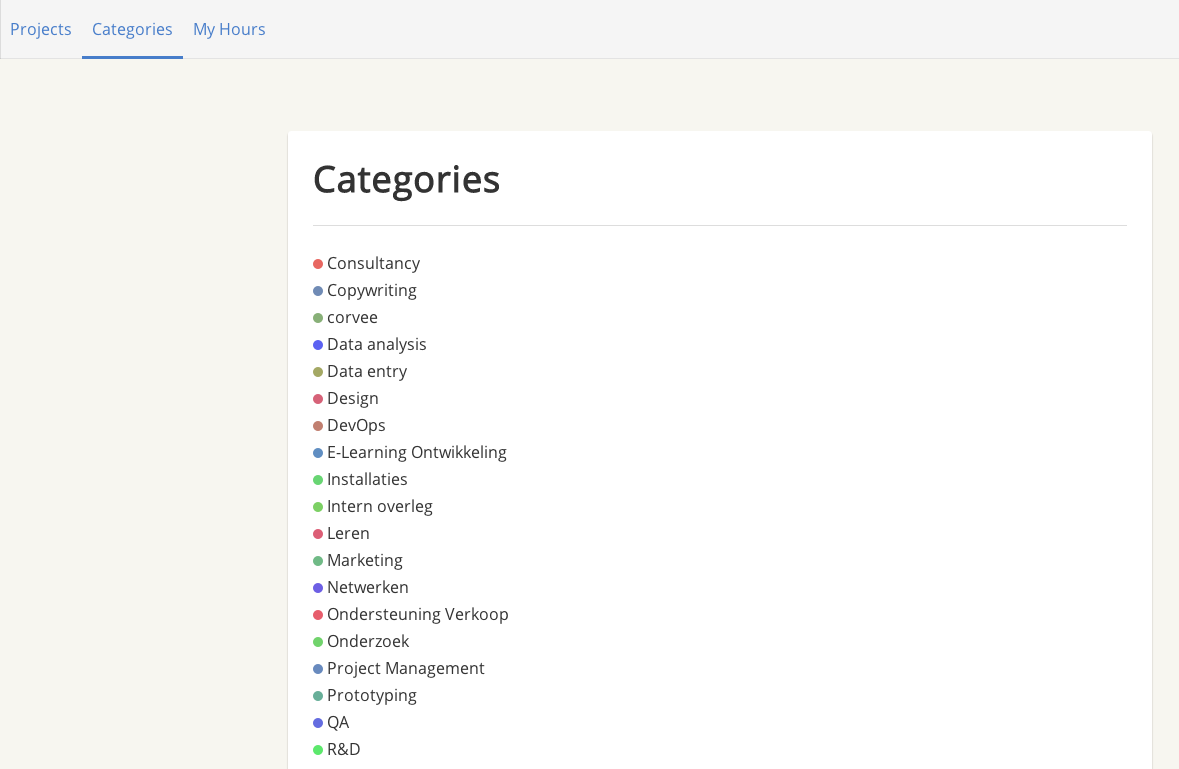 Projects Categories My Hours
Categories
Consultancy
Copywriting
corvee
Data analysis
Data entry
Design
DevOps
E-Learning Ontwikkeling
Installaties
Intern overleg
Leren
Marketing
Netwerken
Ondersteuning Verkoop
Onderzoek
Project Management
Prototyping
QA
R&D